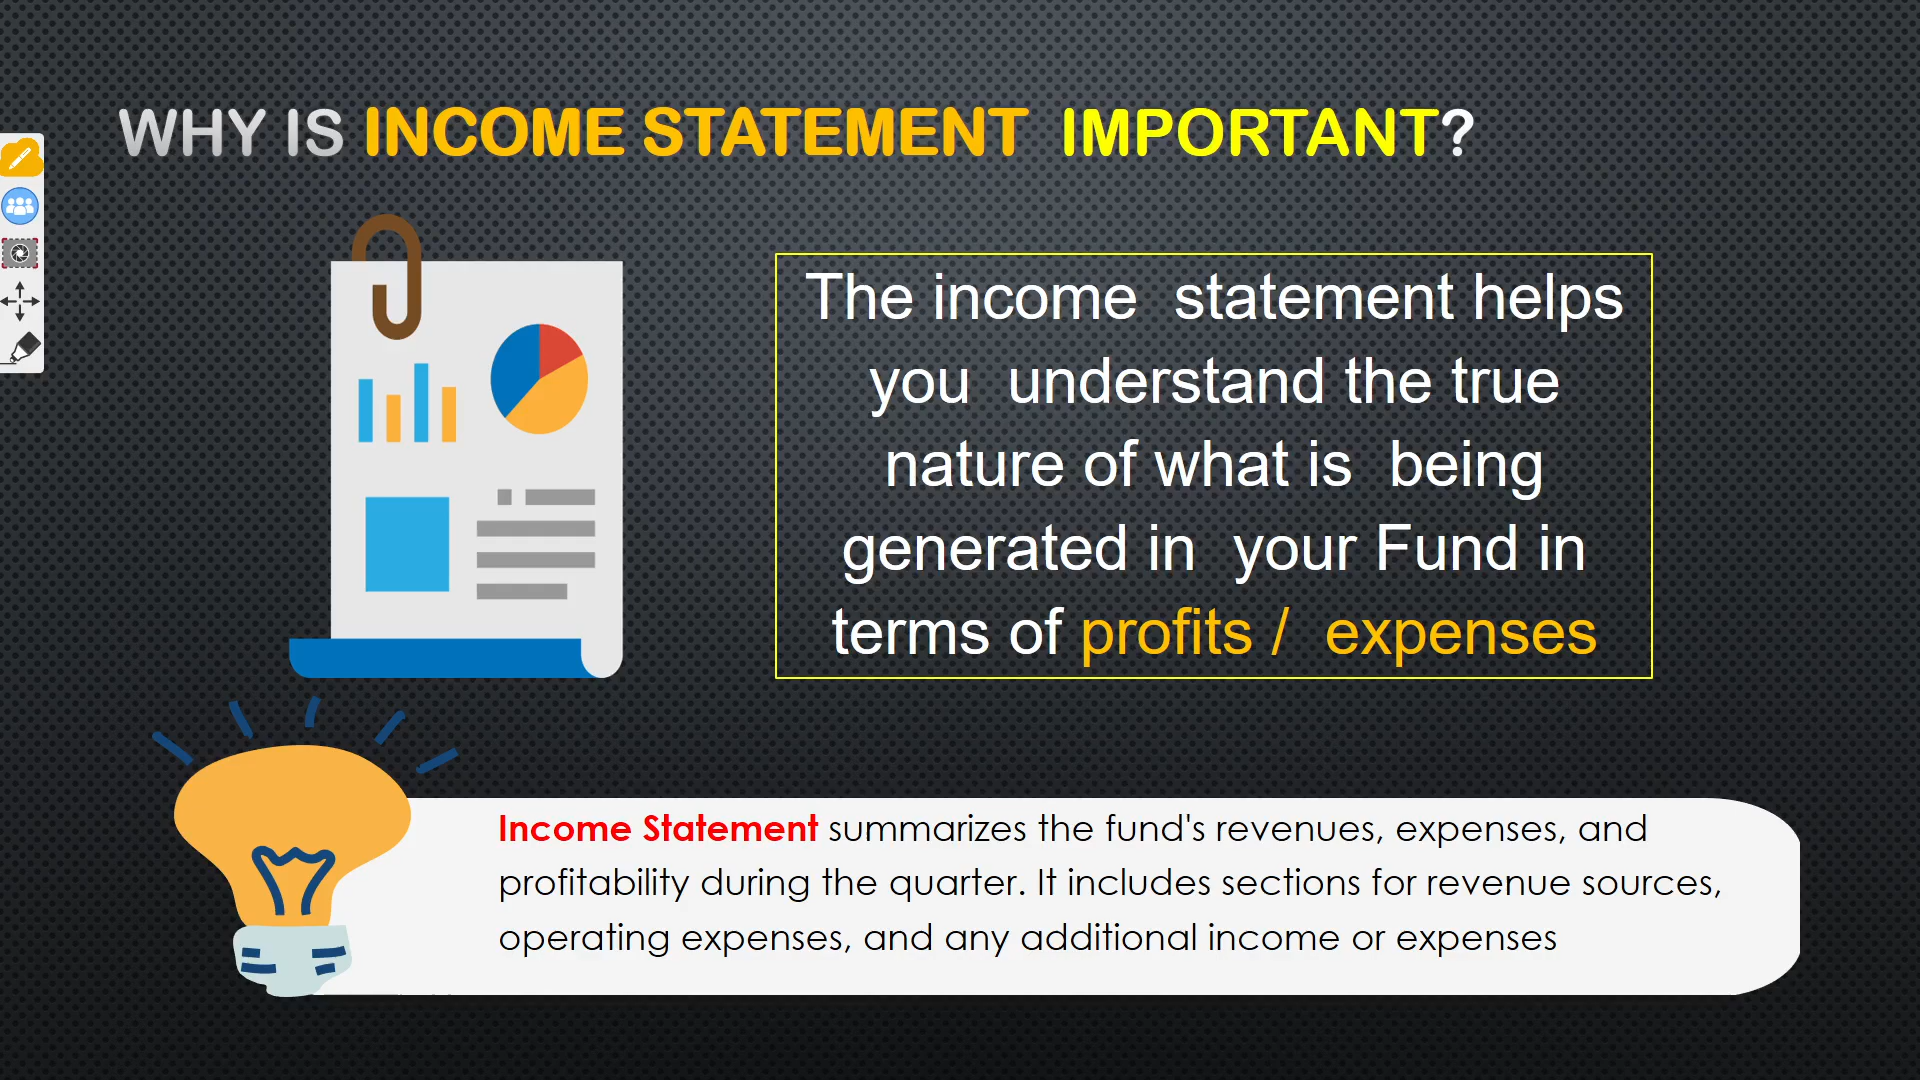 WHY IS INCOME STATEMENT IMPORTANT?
The income statement helps
you understand the true
nature of what is being
generated in your Fund in
terms of profits / expenses
Income Statement summarizes the fund's revenues, expenses, and
profitability during the quarter. It includes sections for revenue sources,
operating expenses, and any additional income or expenses